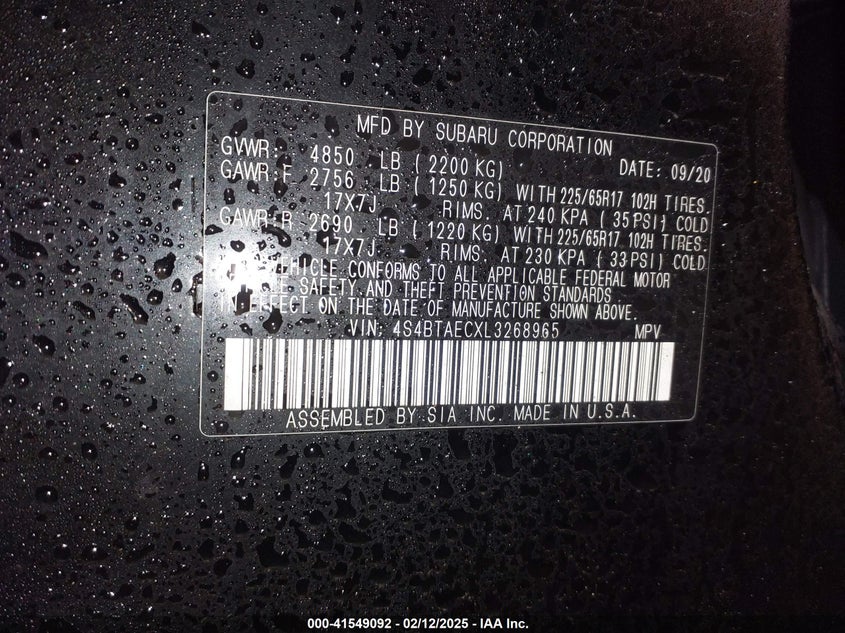 MFD BY SUBARU CORPORATION
GVWR: 4850 LB (2200 KG) DATE: 09/20
GAWR:F 2756 LB (1250 KG) WITH 225/65R17 102H TIRES.
17X7J RIMS. AT 240 KPA (35PSI) COLD
GAWR:R 2690 LB (1220 KG) WITH 225/65R17 102H TIRES.
17X7J RIMS. AT 230 KPA (33PSI) COLD
VEHICLE CONFORMS TO ALL APPLICABLE FEDERAL MOTOR
SAFETY AND THEFT PREVENTION STANDARDS
IN EFFECT ON THE DATE OF MANUFACTURE SHOWN ABOVE.
VIN: 4S4BTAECXL3268965 MPV
ASSEMBLED BY SIA INC. MADE IN U.S.A.
000-41549092 - 02/12/2025 - IAA Inc.